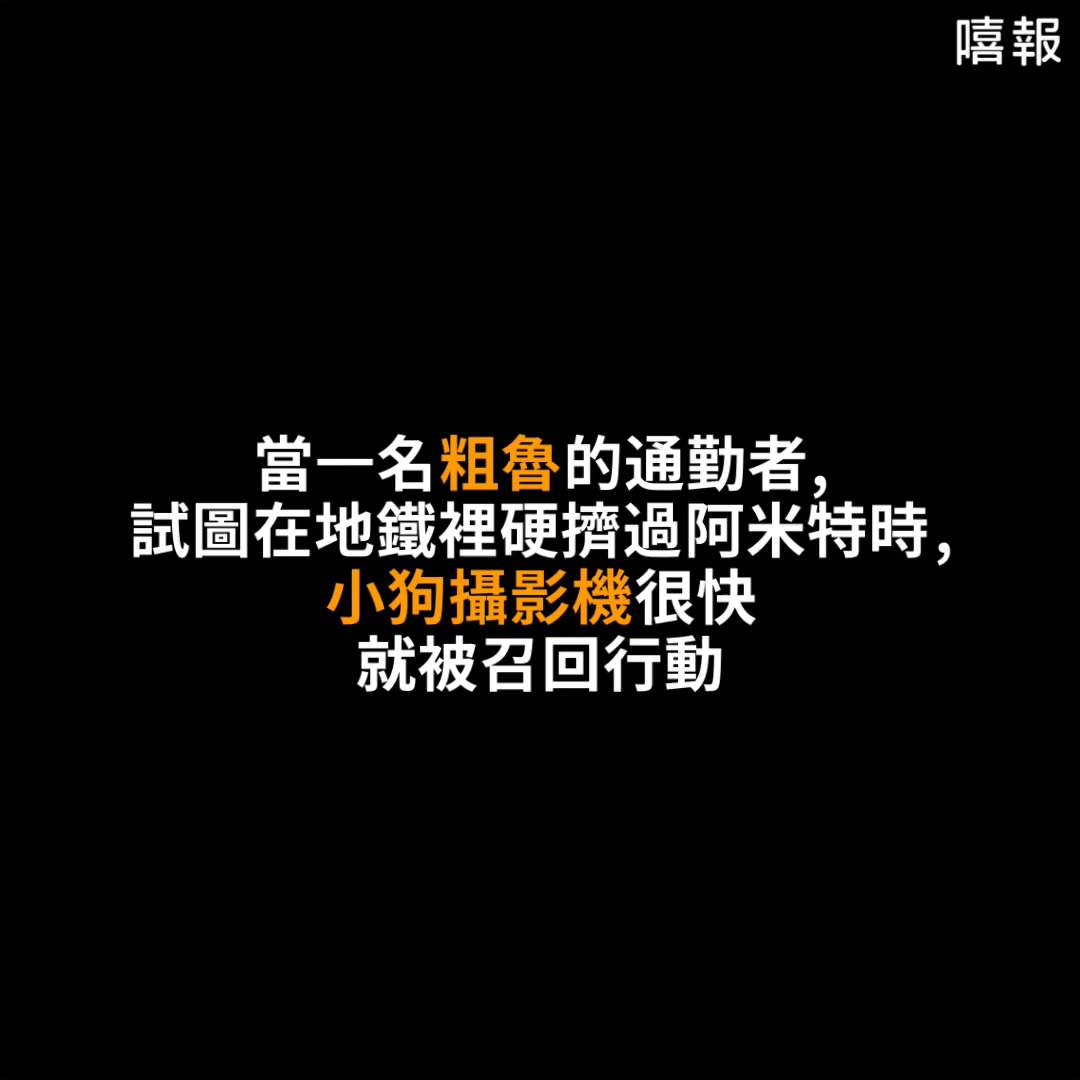 嘻報
當一名粗魯的通勤者,
試圖在地鐵裡硬擠過阿米特時,
小狗攝影機很快
就被召回行動